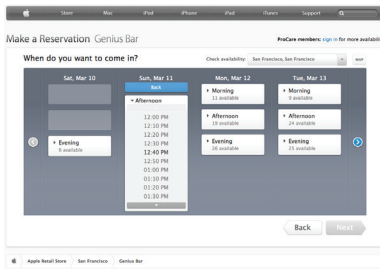 Store Mac iPod iPhone iPad iTunes Support
Make a Reservation Genius Bar
ProCare members: sign in for more availabili
When do you want to come in?
Check availability: San Francisco, San Francisco
MAP
Sat, Mar 10
Evening
6 available
Sun, Mar 11
Back
Afternoon
12:00 PM
12:10 PM
12:20 PM
12:30 PM
12:40 PM
12:50 PM
01:00 PM
01:10 PM
01:20 PM
01:30 PM
Mon, Mar 12
Morning
11 available
Afternoon
19 available
Evening
26 available
Tue, Mar 13
Morning
9 available
Afternoon
24 available
Evening
25 available
Back Next
Apple Retail Store San Francisco Genius Bar